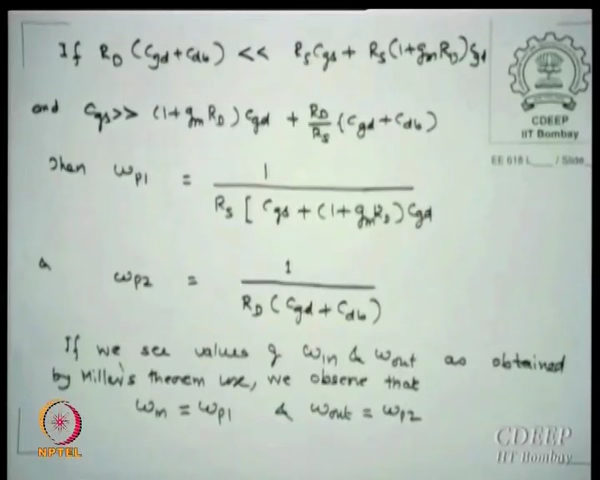 If R_D (C_gd + C_db) << R_s C_gs + R_s (1 + g_m R_D) C_gd
and C_gs >> (1 + g_m R_D) C_gd + R_D/R_s (C_gd + C_db)
Then ω_p1 = 1 / R_s [ C_gs + (1 + g_m R_D) C_gd
& ω_p2 = 1 / R_D (C_gd + C_db)
If we see values of ω_in & ω_out as obtained
by Miller's theorem use, we observe that
ω_in = ω_p1 & ω_out = ω_p2
CDEEP
IIT Bombay
EE 618 L____ / Slide_
NPTEL
CDEEP
IIT Bombay